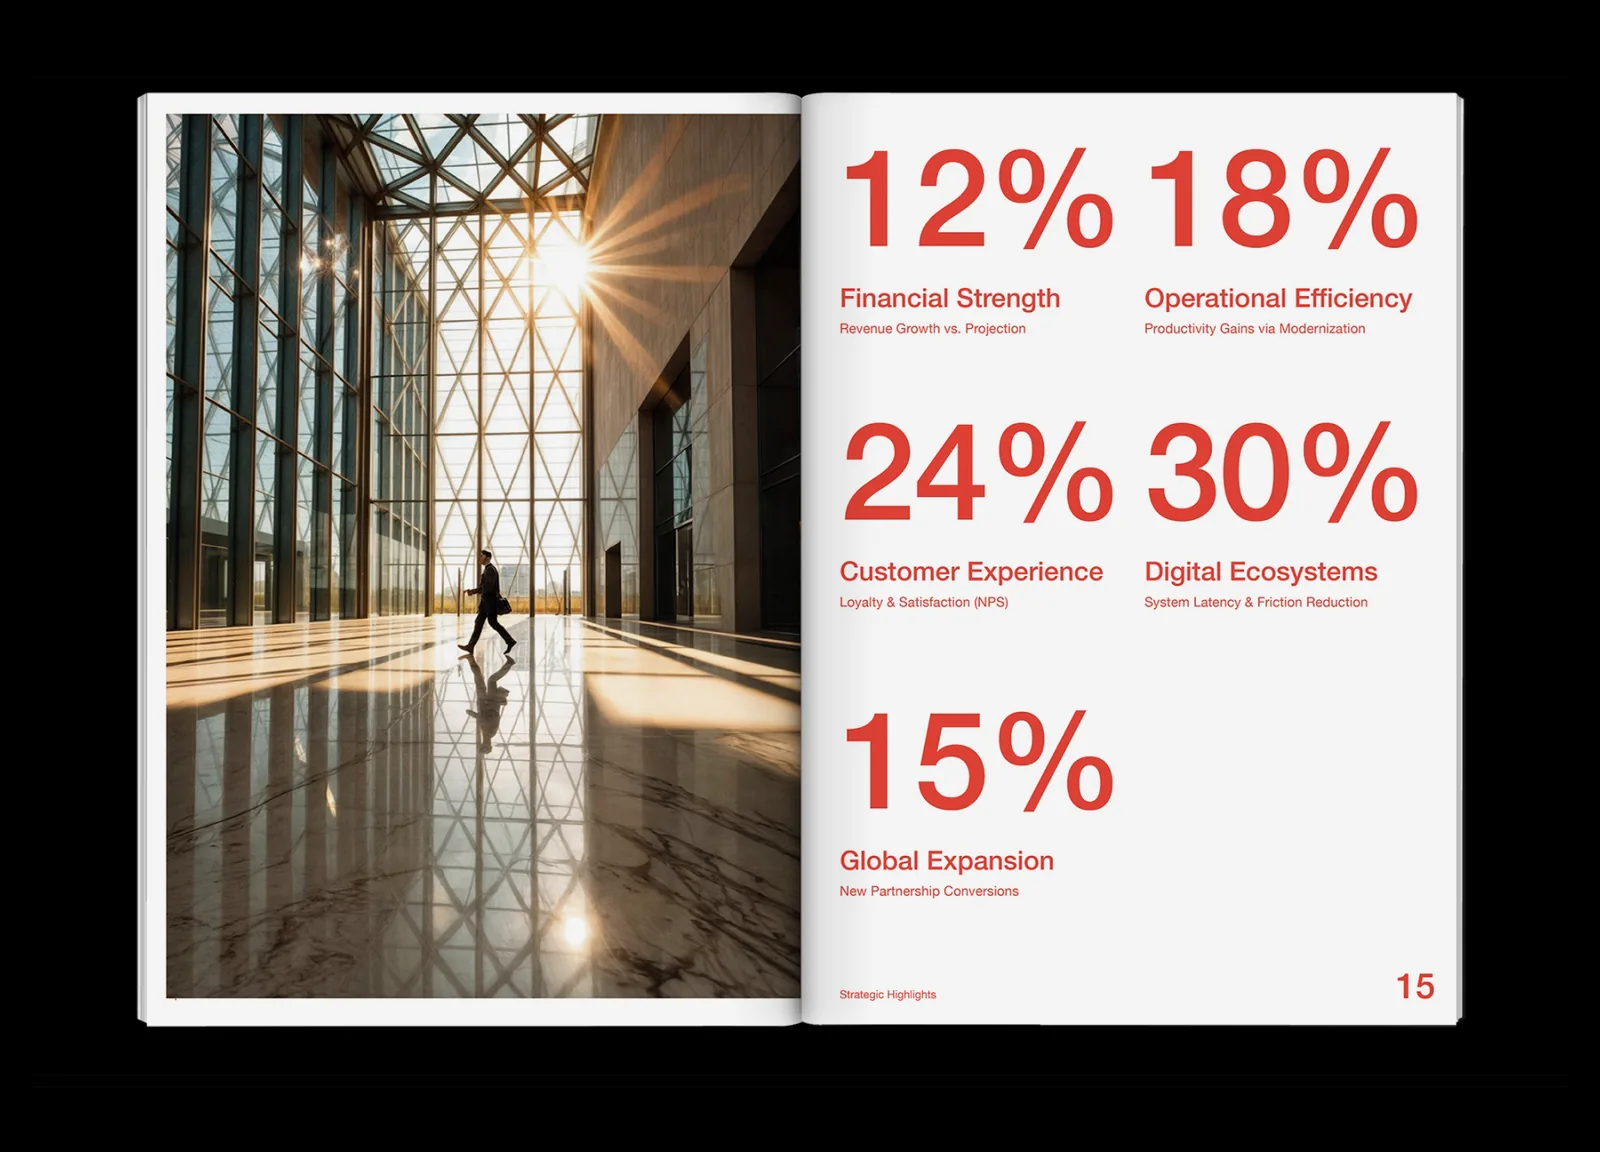 12%
Financial Strength
Revenue Growth vs. Projection
18%
Operational Efficiency
Productivity Gains via Modernization
24%
Customer Experience
Loyalty & Satisfaction (NPS)
30%
Digital Ecosystems
System Latency & Friction Reduction
15%
Global Expansion
New Partnership Conversions
Strategic Highlights
15